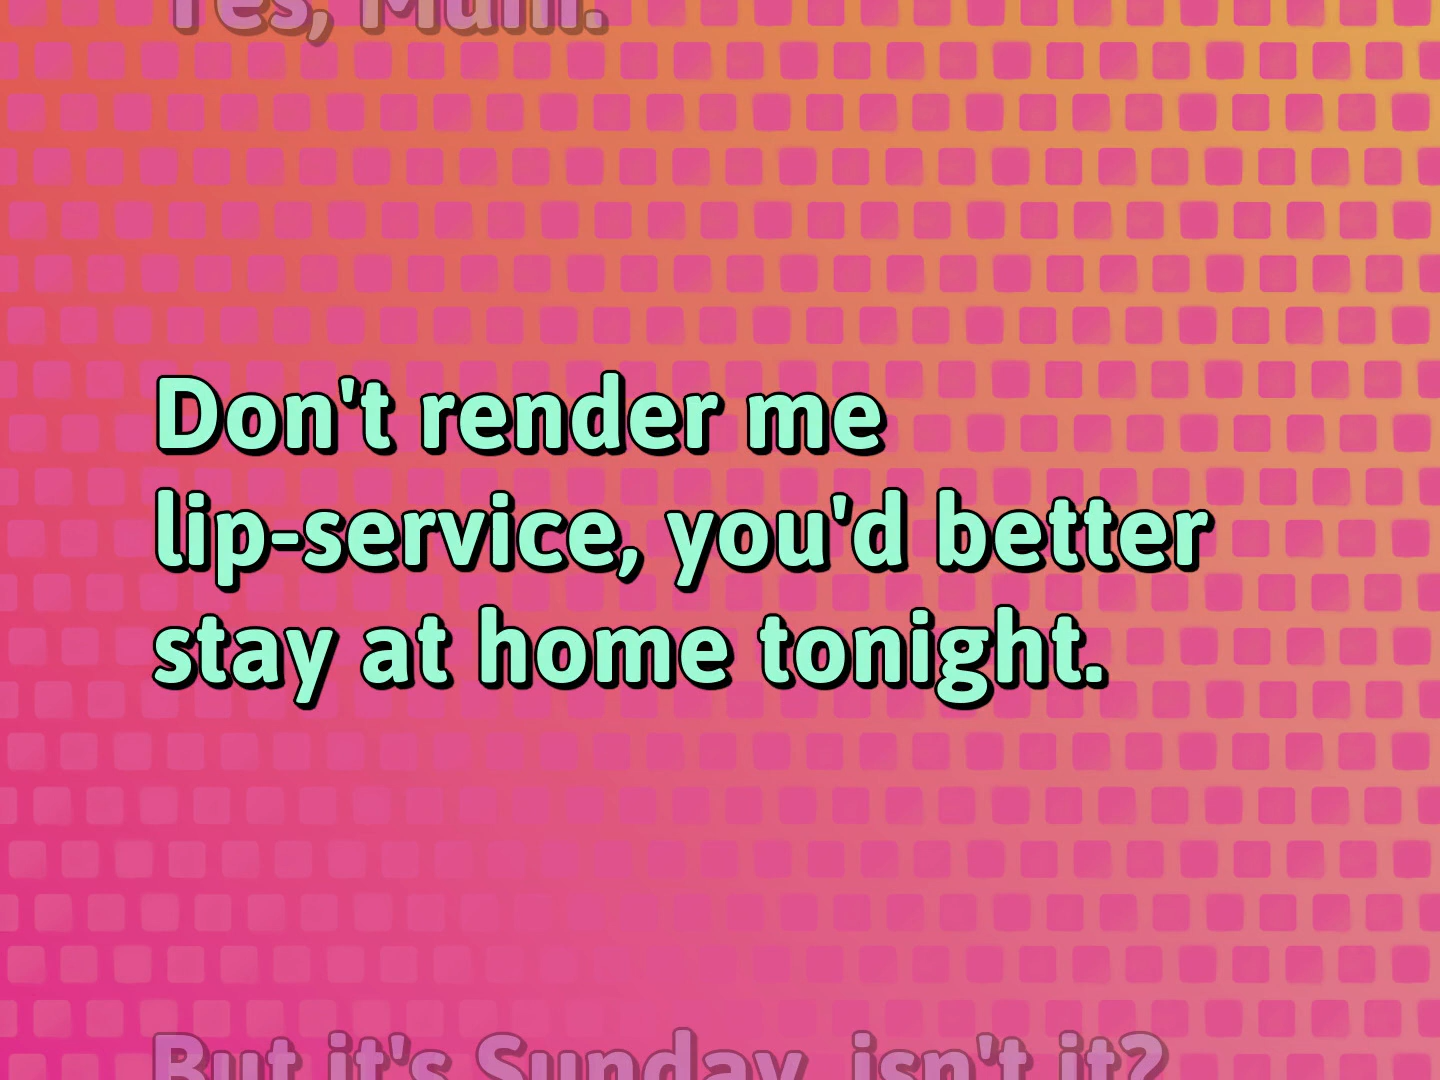 Yes, Mum.
Don't render me
lip-service, you'd better
stay at home tonight.
But it's Sunday, isn't it?